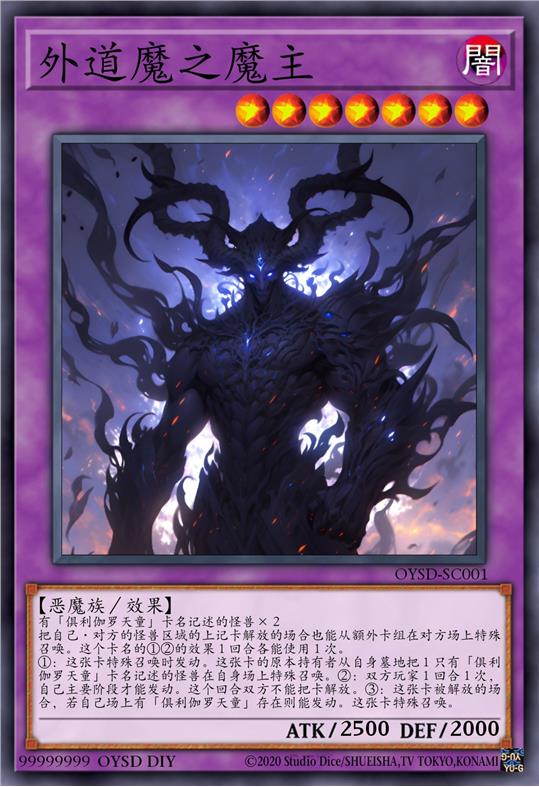 外道魔之魔主
闇
OYSD-SC001
【恶魔族／效果】
有「俱利伽罗天童」卡名记述的怪兽×2
把自己·对方的怪兽区域的上记卡解放的场合也能从额外卡组在对方场上特殊
召唤。这个卡名的①②的效果1回合各能使用1次。
①：这张卡特殊召唤时发动。这张卡的原本持有者从自身墓地把1只有「俱利
伽罗天童」卡名记述的怪兽在自身场上特殊召唤。②：双方玩家1回合1次，
自己主要阶段才能发动。这个回合双方不能把卡解放。③：这张卡被解放的场
合，若自己场上有「俱利伽罗天童」存在则能发动。这张卡特殊召唤。
ATK/2500 DEF/2000
99999999 OYSD DIY ©2020 Studio Dice/SHUEISHA,TV TOKYO,KONAMI